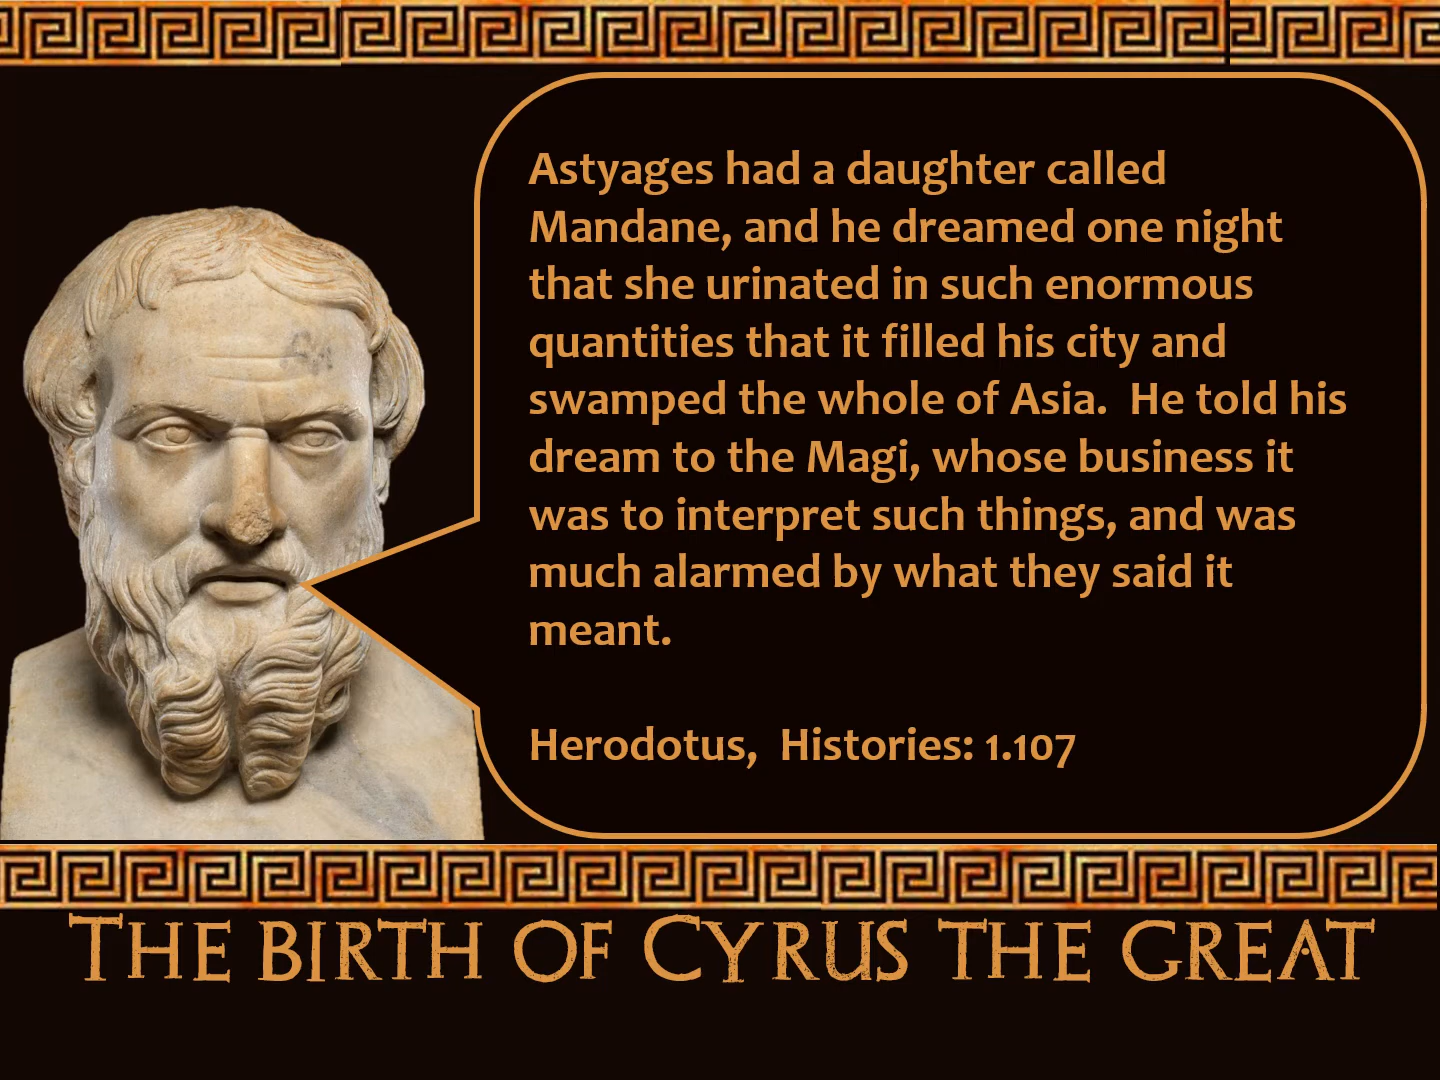 Astyages had a daughter called
Mandane, and he dreamed one night
that she urinated in such enormous
quantities that it filled his city and
swamped the whole of Asia.  He told his
dream to the Magi, whose business it
was to interpret such things, and was
much alarmed by what they said it
meant.
Herodotus,  Histories: 1.107
The birth of Cyrus the great